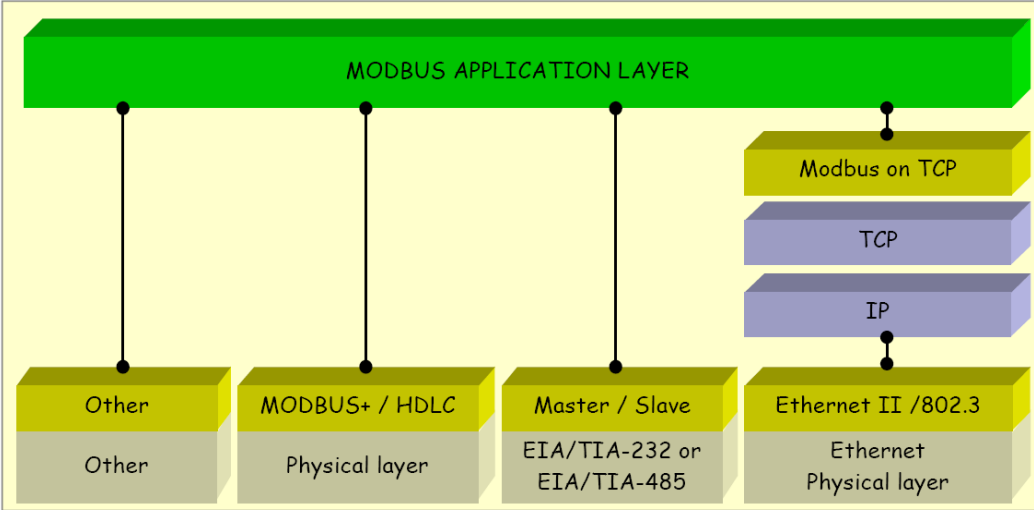 MODBUS APPLICATION LAYER
Modbus on TCP
TCP
IP
Other
MODBUS+ / HDLC
Master / Slave
Ethernet II /802.3
Other
Physical layer
EIA/TIA-232 or
EIA/TIA-485
Ethernet
Physical layer